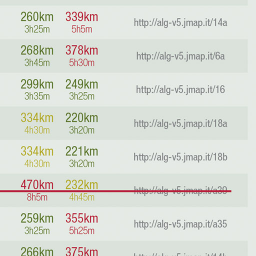 260km 339km http://alg-v5.jmap.it/14a
3h25m 5h5m
268km 378km http://alg-v5.jmap.it/6a
3h45m 5h30m
299km 249km http://alg-v5.jmap.it/16
3h35m 3h25m
334km 220km http://alg-v5.jmap.it/18a
4h30m 3h20m
334km 221km http://alg-v5.jmap.it/18b
4h30m 3h20m
470km 232km http://alg-v5.jmap.it/a29
8h5m 4h45m
259km 355km http://alg-v5.jmap.it/a35
3h25m 5h25m
266km 375km